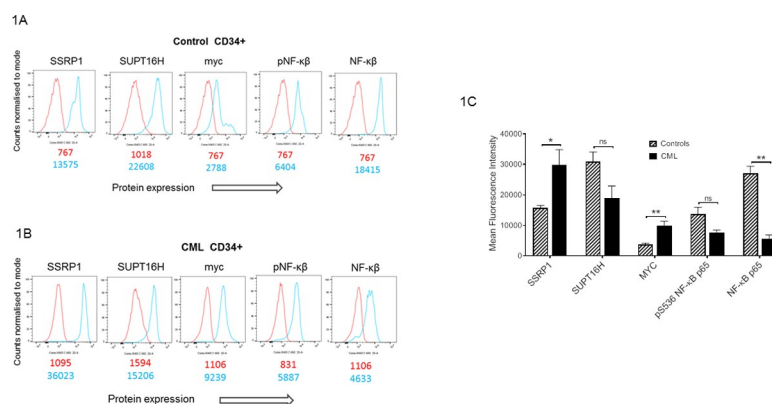 1A
Control CD34+
SSRP1 SUPT16H myc pNF-κβ NF-κβ
Counts normalised to mode
767 1018 767 767 767
13575 22608 2788 6404 18415
Protein expression
1B
CML CD34+
SSRP1 SUPT16H myc pNF-κβ NF-κβ
Counts normalised to mode
1095 1594 1106 831 1106
36023 15206 9239 5887 4633
Protein expression
1C
Mean Fluorescence Intensity
40000
30000
20000
10000
0
* ns ** ns **
Controls
CML
SSRP1
SUPT16H
MYC
pS536 NF-κB p65
NF-κB p65